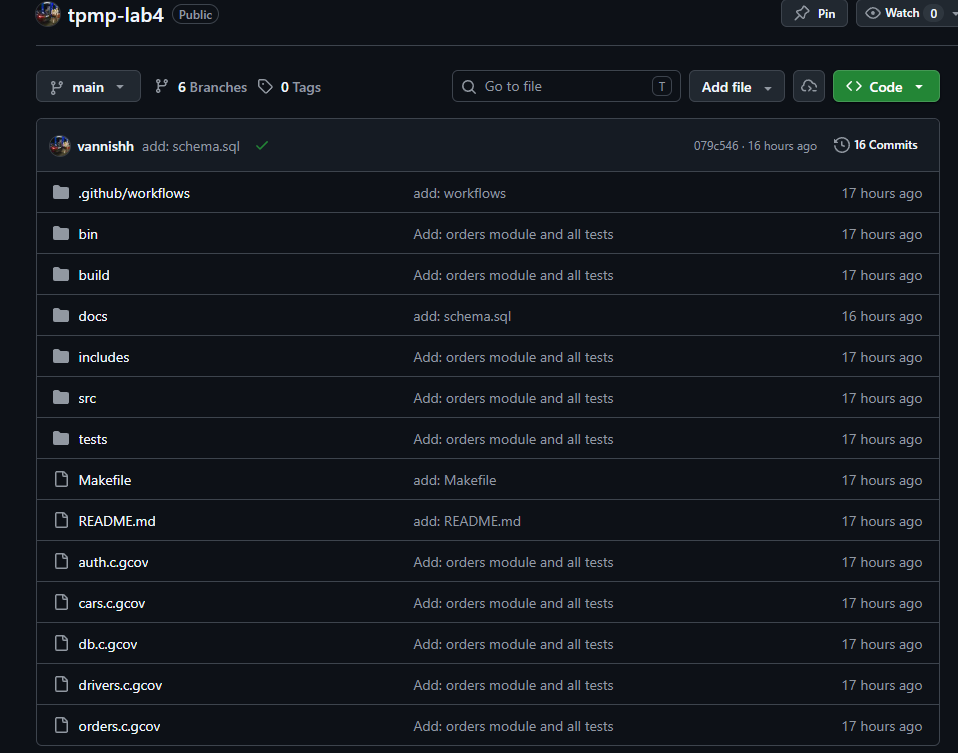 tpmp-lab4 Public Pin Watch 0
main 6 Branches 0 Tags Go to file T Add file Code
vannishh add: schema.sql 079c546 · 16 hours ago 16 Commits
.github/workflows add: workflows 17 hours ago
bin Add: orders module and all tests 17 hours ago
build Add: orders module and all tests 17 hours ago
docs add: schema.sql 16 hours ago
includes Add: orders module and all tests 17 hours ago
src Add: orders module and all tests 17 hours ago
tests Add: orders module and all tests 17 hours ago
Makefile add: Makefile 17 hours ago
README.md add: README.md 17 hours ago
auth.c.gcov Add: orders module and all tests 17 hours ago
cars.c.gcov Add: orders module and all tests 17 hours ago
db.c.gcov Add: orders module and all tests 17 hours ago
drivers.c.gcov Add: orders module and all tests 17 hours ago
orders.c.gcov Add: orders module and all tests 17 hours ago